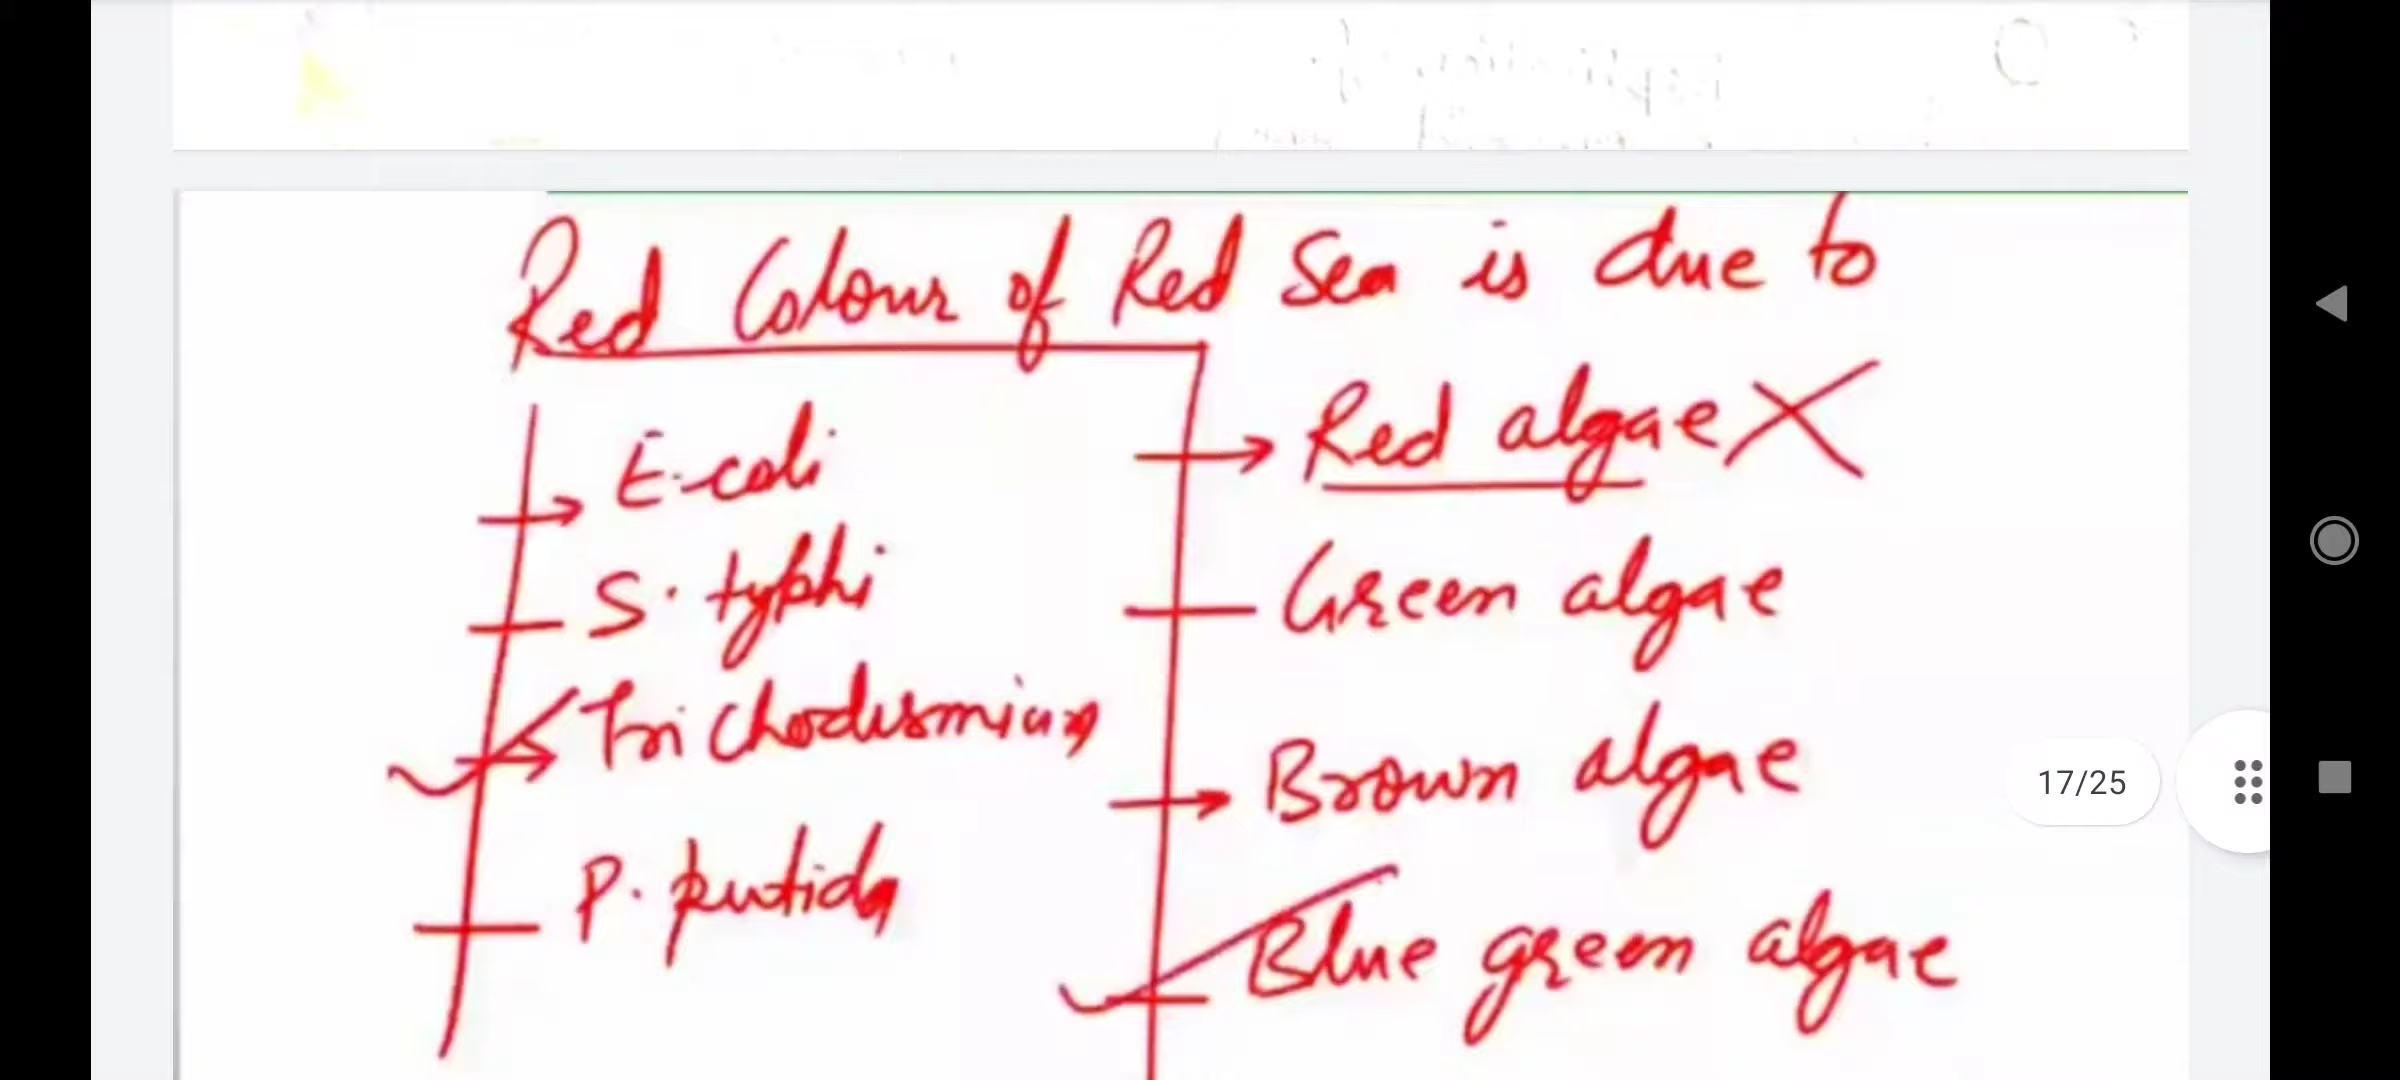 Red Colour of Red Sea is due to
E-coli
S. typhi
Trichodesmium
P. putida
Red algae X
Green algae
Brown algae
Blue green algae
17/25